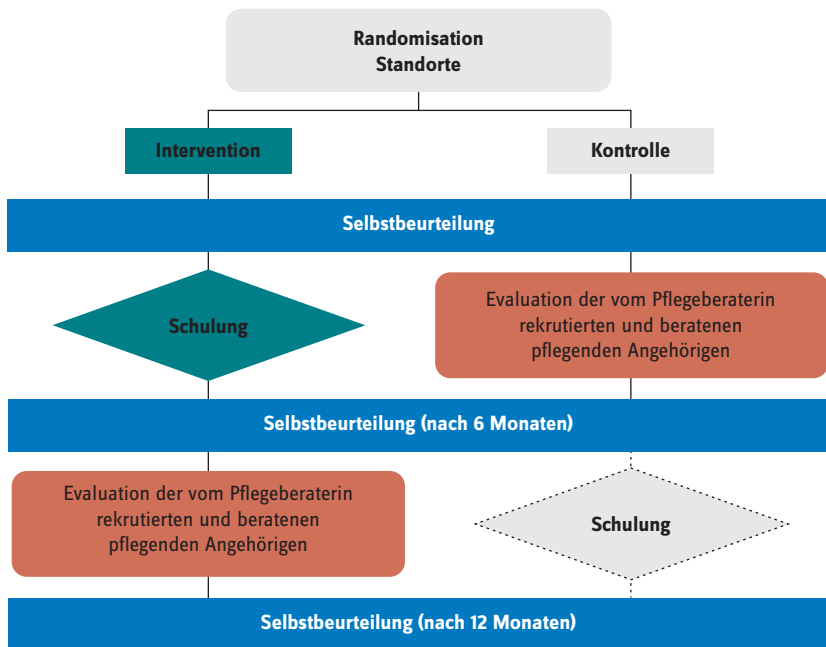 Randomisation
Standorte
Intervention
Kontrolle
Selbstbeurteilung
Schulung
Evaluation der vom Pflegeberaterin
rekrutierten und beratenen
pflegenden Angehörigen
Selbstbeurteilung (nach 6 Monaten)
Evaluation der vom Pflegeberaterin
rekrutierten und beratenen
pflegenden Angehörigen
Schulung
Selbstbeurteilung (nach 12 Monaten)